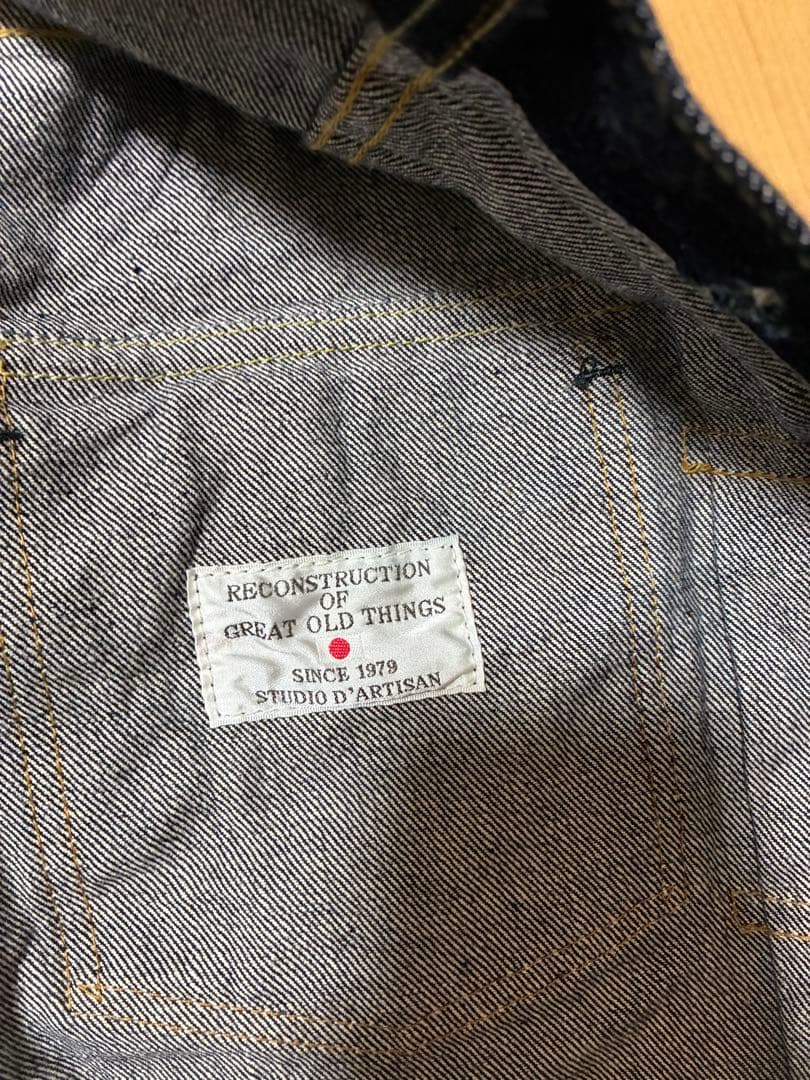 RECONSTRUCTION
OF
GREAT OLD THINGS
SINCE 1979
STUDIO D'ARTISAN